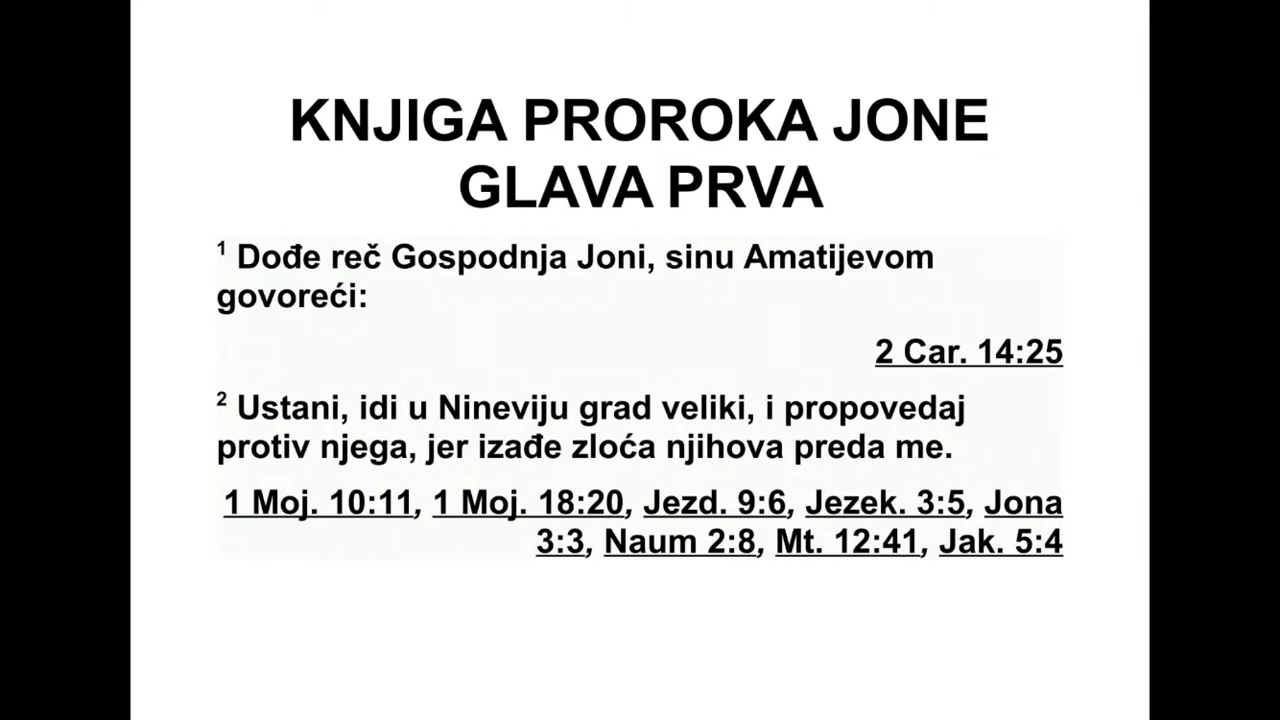 KNJIGA PROROKA JONE
GLAVA PRVA
1 Dođe reč Gospodnja Joni, sinu Amatijevom
govoreći:
2 Car. 14:25
2 Ustani, idi u Nineviju grad veliki, i propovedaj
protiv njega, jer izađe zloća njihova preda me.
1 Moj. 10:11, 1 Moj. 18:20, Jezd. 9:6, Jezek. 3:5, Jona
3:3, Naum 2:8, Mt. 12:41, Jak. 5:4